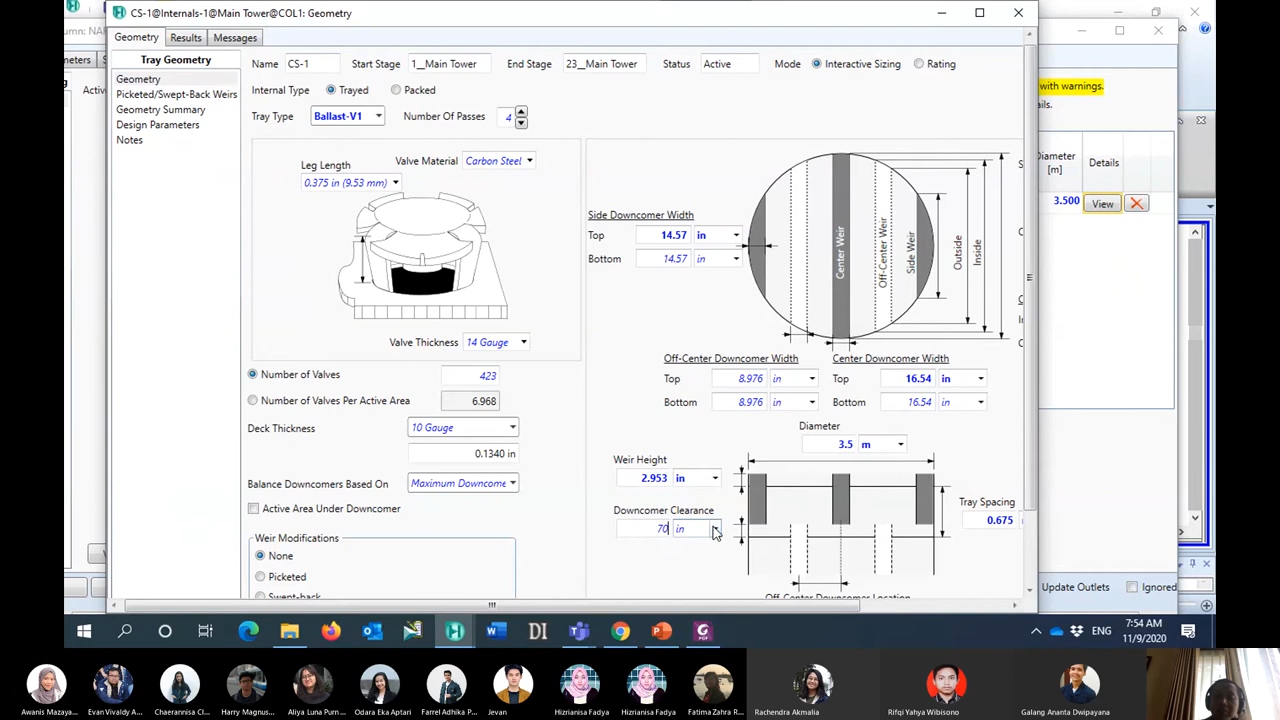 CS-1@Internals-1@Main Tower@COL1: Geometry
Geometry Results Messages
Tray Geometry
Geometry
Picketed/Swept-Back Weirs
Geometry Summary
Design Parameters
Notes
Name CS-1 Start Stage 1__Main Tower End Stage 23__Main Tower Status Active Mode Interactive Sizing Rating
Internal Type Trayed Packed
Tray Type Ballast-V1 Number Of Passes 4
Leg Length
0.375 in (9.53 mm)
Valve Material Carbon Steel
Valve Thickness 14 Gauge
Number of Valves 423
Number of Valves Per Active Area 6.968
Deck Thickness 10 Gauge
0.1340 in
Balance Downcomers Based On Maximum Downcome
Active Area Under Downcomer
Weir Modifications
None
Picketed
Swept-back
Side Downcomer Width
Top 14.57 in
Bottom 14.57 in
Center Weir
Off-Center Weir
Side Weir
Outside
Inside
Off-Center Downcomer Width
Top 8.976 in
Bottom 8.976 in
Center Downcomer Width
Top 16.54 in
Bottom 16.54 in
Diameter
3.5 m
Weir Height
2.953 in
Downcomer Clearance
70 in
Tray Spacing
0.675
Off-Center Downcomer Location
with warnings.
ails.
Diameter
[m]
Details
3.500 View
Update Outlets Ignored
ENG
7:54 AM
11/9/2020
Awanis Mazaya...
Evan Vivaldy A...
Chaerannisa Cl...
Harry Magnus...
Aliya Luna Purn...
Odara Eka Aptari
Farrel Adhika P...
Jevan
Hizrianisa Fadya
Hizrianisa Fadya
Fatima Zahra R...
Rachendra Akmalia
Rifqi Yahya Wibisono
Galang Ananta Dwipayana